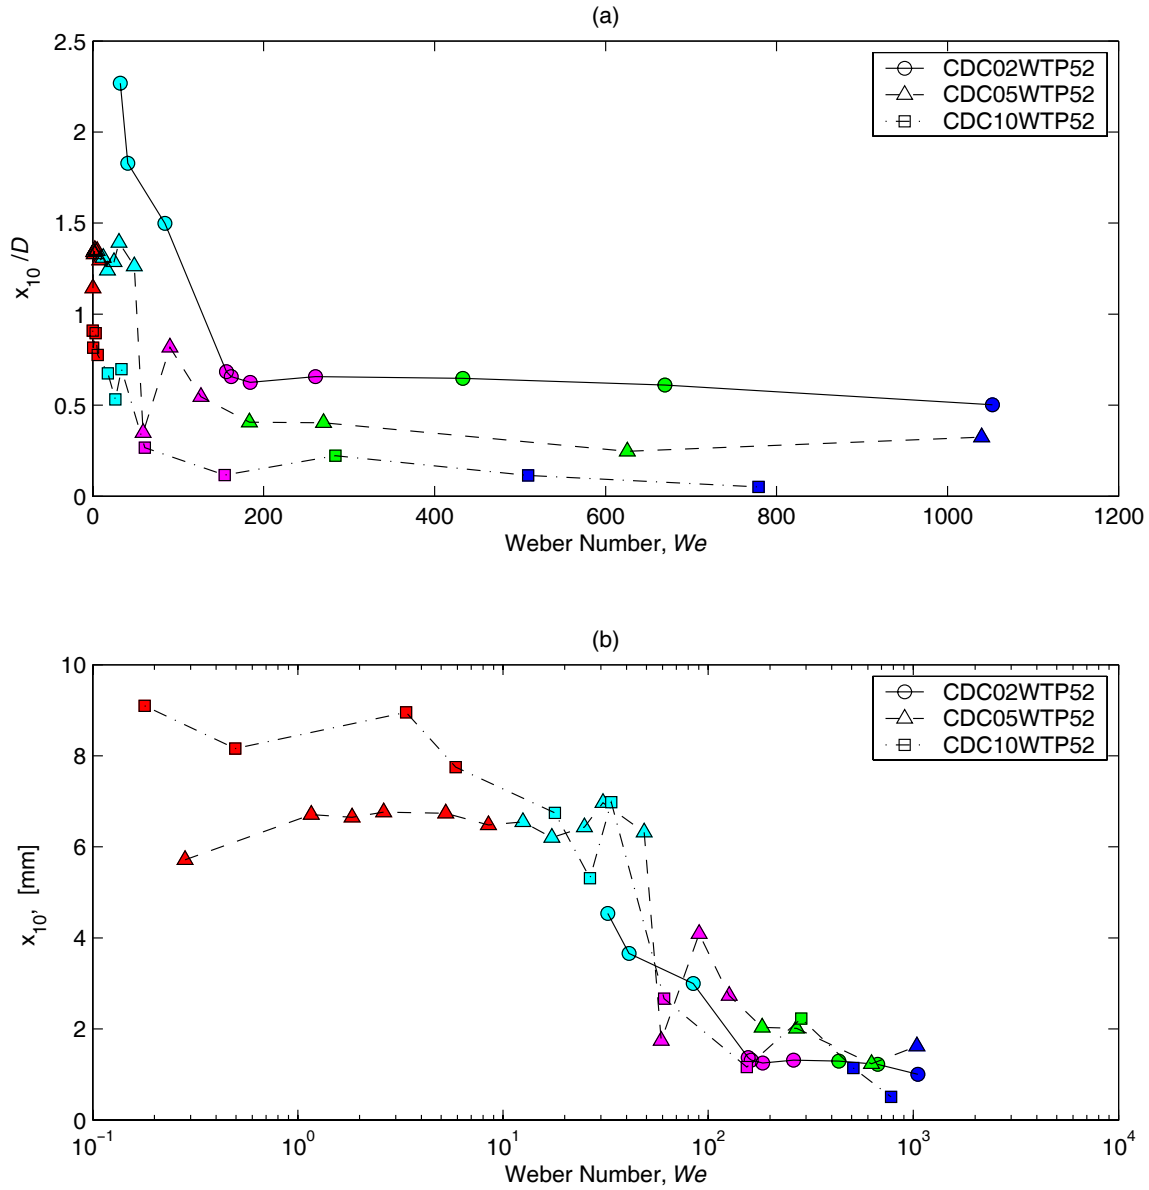 (a)
2.5
2
1.5
1
0.5
0
x10 /D
0 200 400 600 800 1000 1200
Weber Number, We
CDC02WTP52
CDC05WTP52
CDC10WTP52
(b)
10
8
6
4
2
0
x10, [mm]
10−1 100 101 102 103 104
Weber Number, We
CDC02WTP52
CDC05WTP52
CDC10WTP52